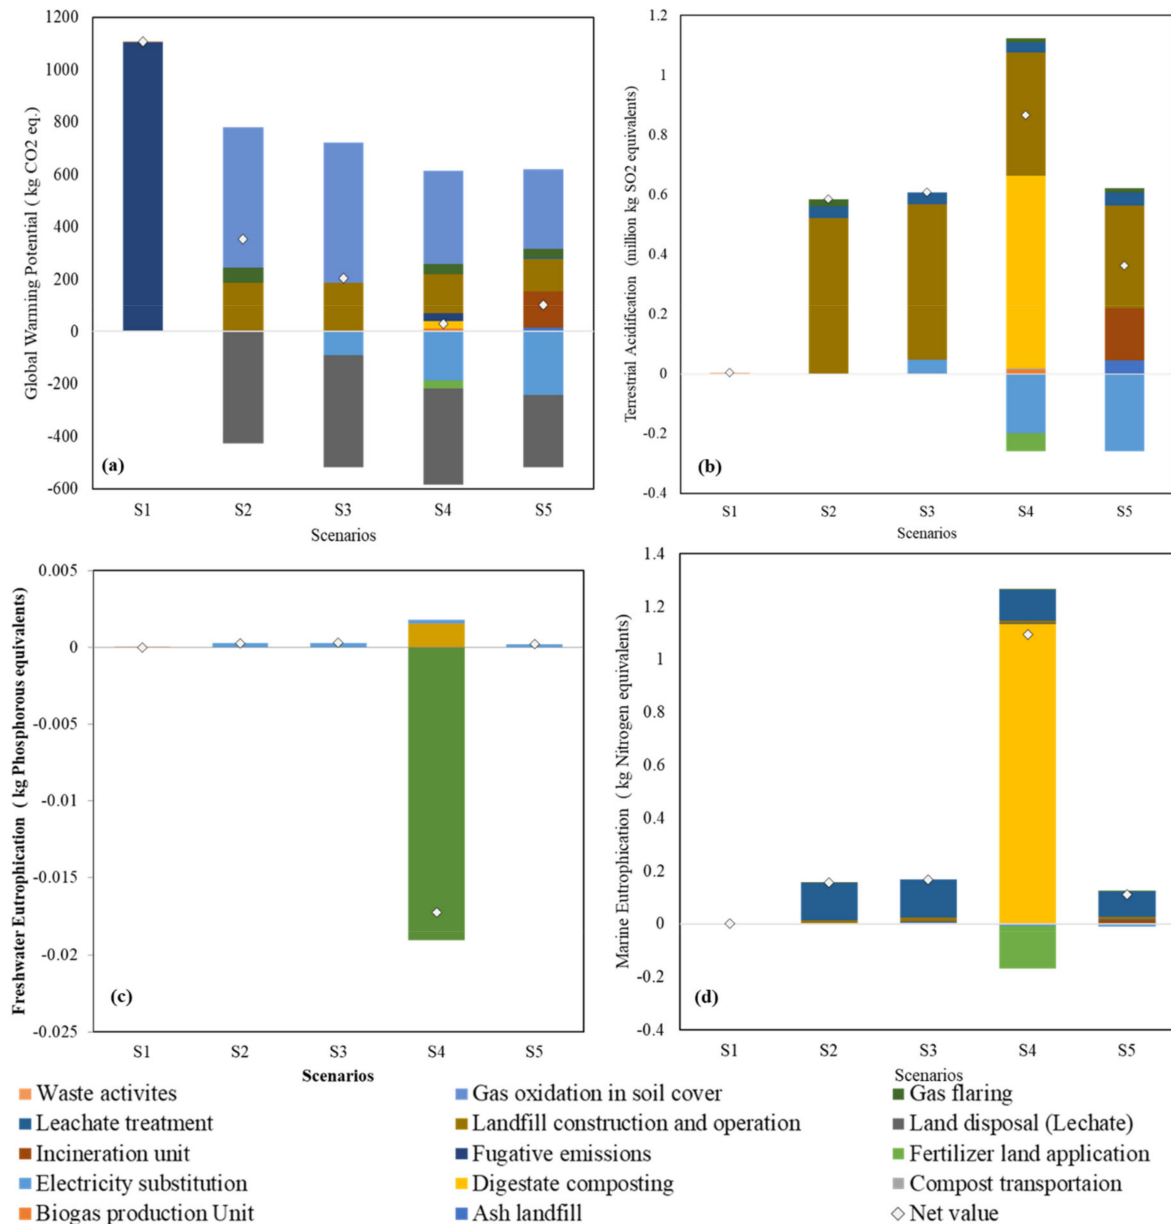 Global Warming Potential ( kg CO2 eq.)
1200
1000
800
600
400
200
0
-200
-400
-600
(a)
S1 S2 S3 S4 S5
Scenarios
Terrestrial Acidification (million kg SO2 equivalents)
1.2
1
0.8
0.6
0.4
0.2
0
-0.2
-0.4
(b)
S1 S2 S3 S4 S5
Scenarios
Freshwater Eutrophication ( kg Phosphorous equivalents)
0.005
0
-0.005
-0.01
-0.015
-0.02
-0.025
(c)
S1 S2 S3 S4 S5
Scenarios
Marine Eutrophication ( kg Nitrogen equivalents)
1.4
1.2
1
0.8
0.6
0.4
0.2
0
-0.2
-0.4
(d)
S1 S2 S3 S4 S5
Scenarios
Waste activites Gas oxidation in soil cover Gas flaring
Leachate treatment Landfill construction and operation Land disposal (Lechate)
Incineration unit Fugative emissions Fertilizer land application
Electricity substitution Digestate composting Compost transportaion
Biogas production Unit Ash landfill Net value